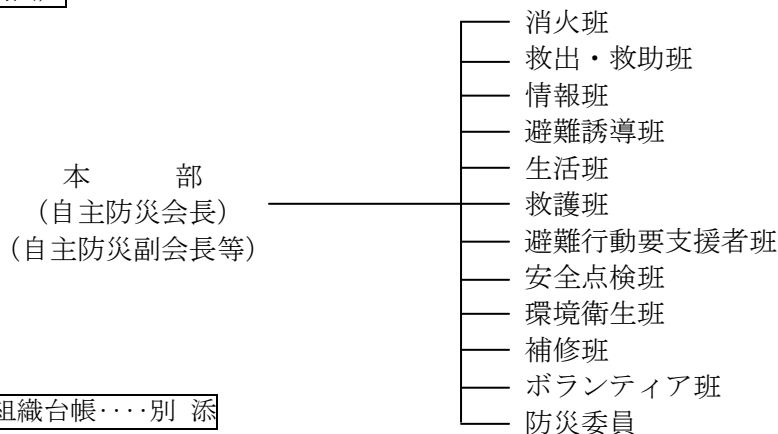 消火班
救出・救助班
情報班
避難誘導班
生活班
救護班
避難行動要支援者班
安全点検班
環境衛生班
補修班
ボランティア班
防災委員
本 部
(自主防災会長)
(自主防災副会長等)
組織台帳････別 添